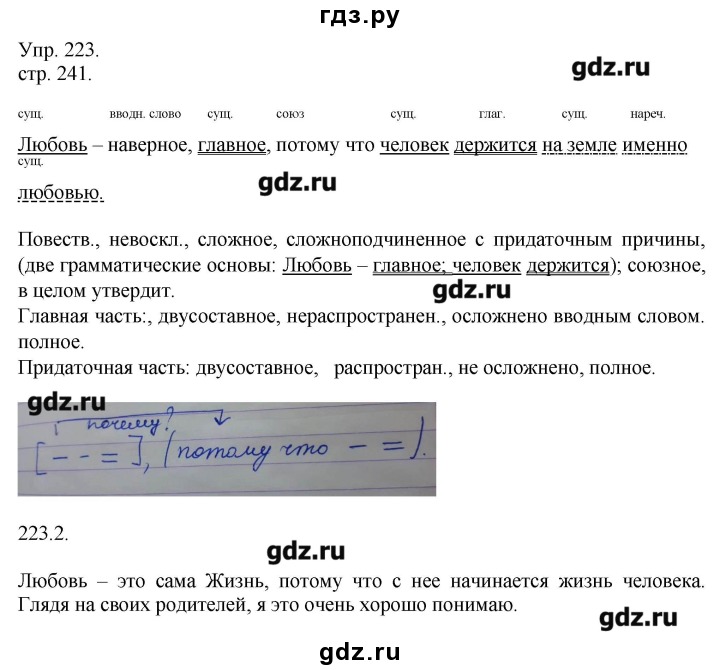 гдз.ру
Упр. 223.
стр. 241.
gdz.ru
сущ. вводн. слово сущ. союз сущ. глаг. сущ. нареч.
Любовь – наверное, главное, потому что человек держится на земле именно
сущ.
любовью.
gdz.ru
Повеств., невоскл., сложное, сложноподчиненное с придаточным причины,
(две грамматические основы: Любовь – главное; человек держится); союзное,
в целом утвердит.
gdz.ru
Главная часть:, двусоставное, нераспространен., осложнено вводным словом.
полное.
Придаточная часть: двусоставное, распростран., не осложнено, полное.
gdz.ru
почему?
[ – - = ], (потому что – = ).
223.2.
gdz.ru
Любовь – это сама Жизнь, потому что с нее начинается жизнь человека.
Глядя на своих родителей, я это очень хорошо понимаю.
gdz.ru
gdz.ru